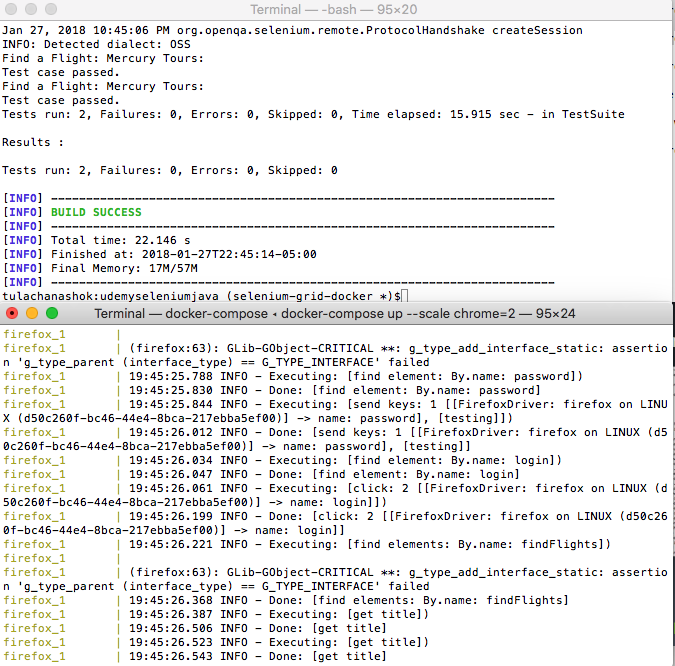 Terminal — -bash — 95×20
Jan 27, 2018 10:45:06 PM org.openqa.selenium.remote.ProtocolHandshake createSession
INFO: Detected dialect: OSS
Find a Flight: Mercury Tours:
Test case passed.
Find a Flight: Mercury Tours:
Test case passed.
Tests run: 2, Failures: 0, Errors: 0, Skipped: 0, Time elapsed: 15.915 sec - in TestSuite
Results :
Tests run: 2, Failures: 0, Errors: 0, Skipped: 0
[INFO] ------------------------------------------------------------------------
[INFO] BUILD SUCCESS
[INFO] ------------------------------------------------------------------------
[INFO] Total time: 22.146 s
[INFO] Finished at: 2018-01-27T22:45:14-05:00
[INFO] Final Memory: 17M/57M
[INFO] ------------------------------------------------------------------------
tulachanashok:udemyseleniumjava (selenium-grid-docker *)$
Terminal — docker-compose ◂ docker-compose up --scale chrome=2 — 95×24
firefox_1       |
firefox_1       | (firefox:63): GLib-GObject-CRITICAL **: g_type_add_interface_static: assertio
n 'g_type_parent (interface_type) == G_TYPE_INTERFACE' failed
firefox_1       | 19:45:25.788 INFO - Executing: [find element: By.name: password])
firefox_1       | 19:45:25.830 INFO - Done: [find element: By.name: password]
firefox_1       | 19:45:25.844 INFO - Executing: [send keys: 1 [[FirefoxDriver: firefox on LINU
X (d50c260f-bc46-44e4-8bca-217ebba5ef00)] -> name: password], [testing]])
firefox_1       | 19:45:26.012 INFO - Done: [send keys: 1 [[FirefoxDriver: firefox on LINUX (d5
0c260f-bc46-44e4-8bca-217ebba5ef00)] -> name: password], [testing]]
firefox_1       | 19:45:26.034 INFO - Executing: [find element: By.name: login])
firefox_1       | 19:45:26.047 INFO - Done: [find element: By.name: login]
firefox_1       | 19:45:26.061 INFO - Executing: [click: 2 [[FirefoxDriver: firefox on LINUX (d
50c260f-bc46-44e4-8bca-217ebba5ef00)] -> name: login]])
firefox_1       | 19:45:26.199 INFO - Done: [click: 2 [[FirefoxDriver: firefox on LINUX (d50c26
0f-bc46-44e4-8bca-217ebba5ef00)] -> name: login]]
firefox_1       | 19:45:26.221 INFO - Executing: [find elements: By.name: findFlights])
firefox_1       |
firefox_1       | (firefox:63): GLib-GObject-CRITICAL **: g_type_add_interface_static: assertio
n 'g_type_parent (interface_type) == G_TYPE_INTERFACE' failed
firefox_1       | 19:45:26.368 INFO - Done: [find elements: By.name: findFlights]
firefox_1       | 19:45:26.387 INFO - Executing: [get title])
firefox_1       | 19:45:26.506 INFO - Done: [get title]
firefox_1       | 19:45:26.523 INFO - Executing: [get title])
firefox_1       | 19:45:26.543 INFO - Done: [get title]